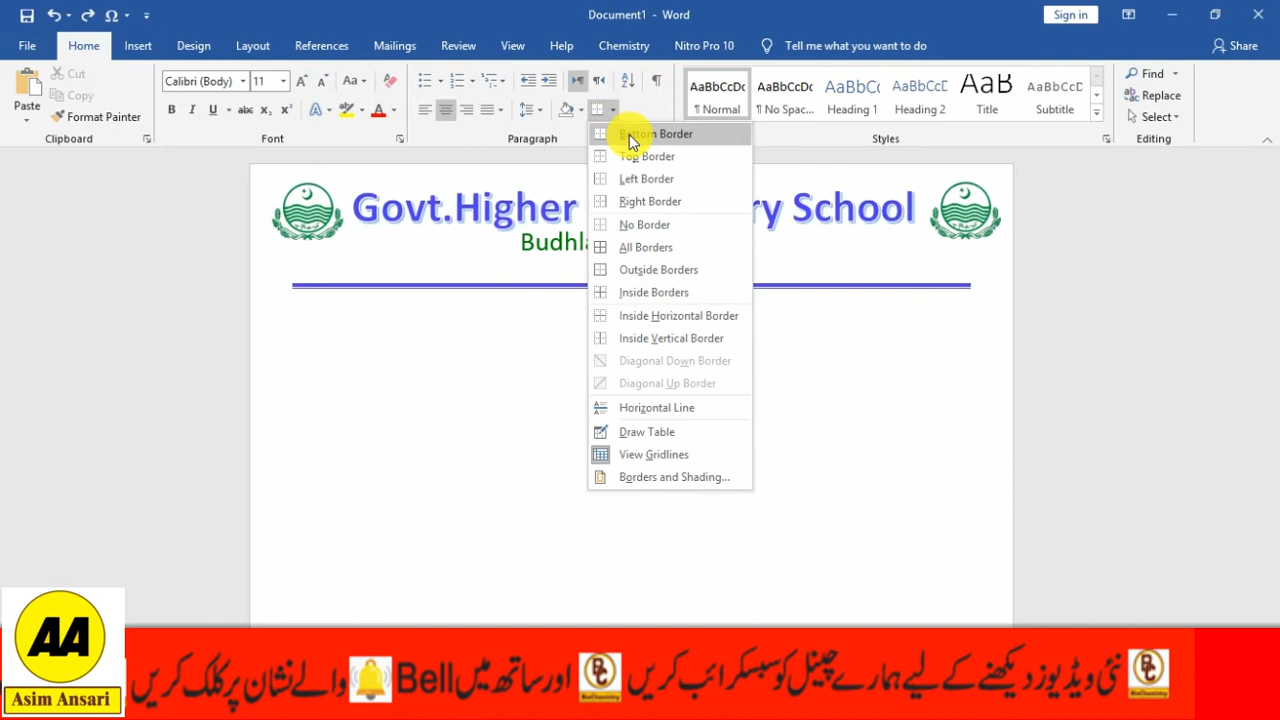 Document1 - Word
Sign in
File Home Insert Design Layout References Mailings Review View Help Chemistry Nitro Pro 10 Tell me what you want to do Share
Paste
Cut
Copy
Format Painter
Clipboard
Calibri (Body) 11
Font
Paragraph
AaBbCcDc AaBbCcDc AaBbCc AaBbCcD AaB AaBbCcD
¶ Normal ¶ No Spac... Heading 1 Heading 2 Title Subtitle
Styles
Find
Replace
Select
Editing
Bottom Border
Top Border
Left Border
Right Border
No Border
All Borders
Outside Borders
Inside Borders
Inside Horizontal Border
Inside Vertical Border
Diagonal Down Border
Diagonal Up Border
Horizontal Line
Draw Table
View Gridlines
Borders and Shading...
Govt.Higher School
AA
Asim Ansari
نئی ویڈیوز دیکھنے کے لیے ہمارے چینل کو سبسکرائب کریں اور ساتھ میں Bell والے نشان پر کلک کریں